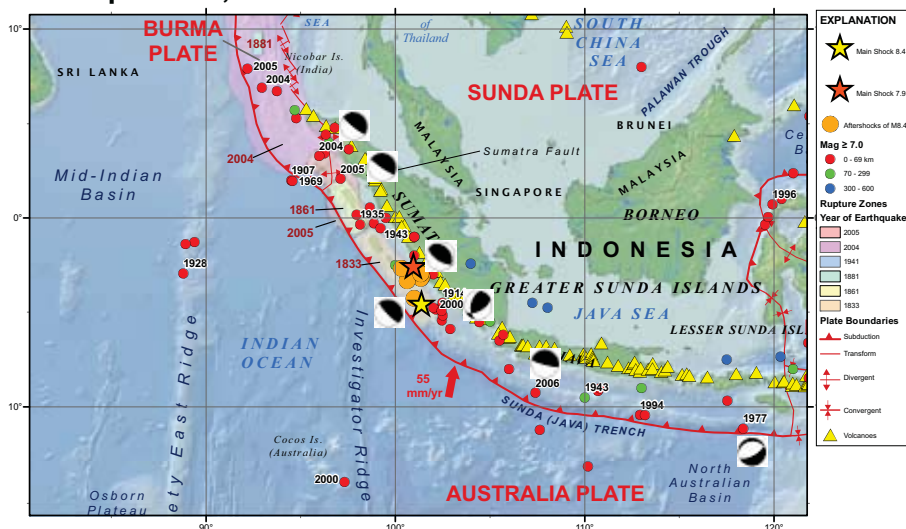 10°
SEA
of
Thailand
SOUTH
CHINA
SEA
PALAWAN TROUGH
BURMA
PLATE
1881
Nicobar Is.
(India)
2005
2004
SRI LANKA
SUNDA PLATE
BRUNEI
MALAYSIA
Sumatra Fault
2004
2004
2005
Mid-Indian
Basin
1907
1969
MALAYSIA
SINGAPORE
1996
0°
1861
1935
SUMAT
BORNEO
2005
1943
INDONESIA
1833
1928
1914
2000
GREATER SUNDA ISLANDS
JAVA SEA
LESSER SUNDA ISL
INDIAN
OCEAN
Investigator Ridge
ety East Ridge
55
mm/yr
2006
1943
10°
SUNDA (JAVA) TRENCH
1994
1977
Cocos Is.
(Australia)
2000
North
Australian
Basin
Osborn
Plateau
AUSTRALIA PLATE
90°
100°
110°
120°
EXPLANATION
Main Shock 8.4
Main Shock 7.9
Aftershocks of M8.4
Mag ≥ 7.0
0 - 69 km
70 - 299
300 - 600
Rupture Zones
Year of Earthquake
2005
2004
1941
1881
1861
1833
Plate Boundaries
Subduction
Transform
Divergent
Convergent
Volcanoes